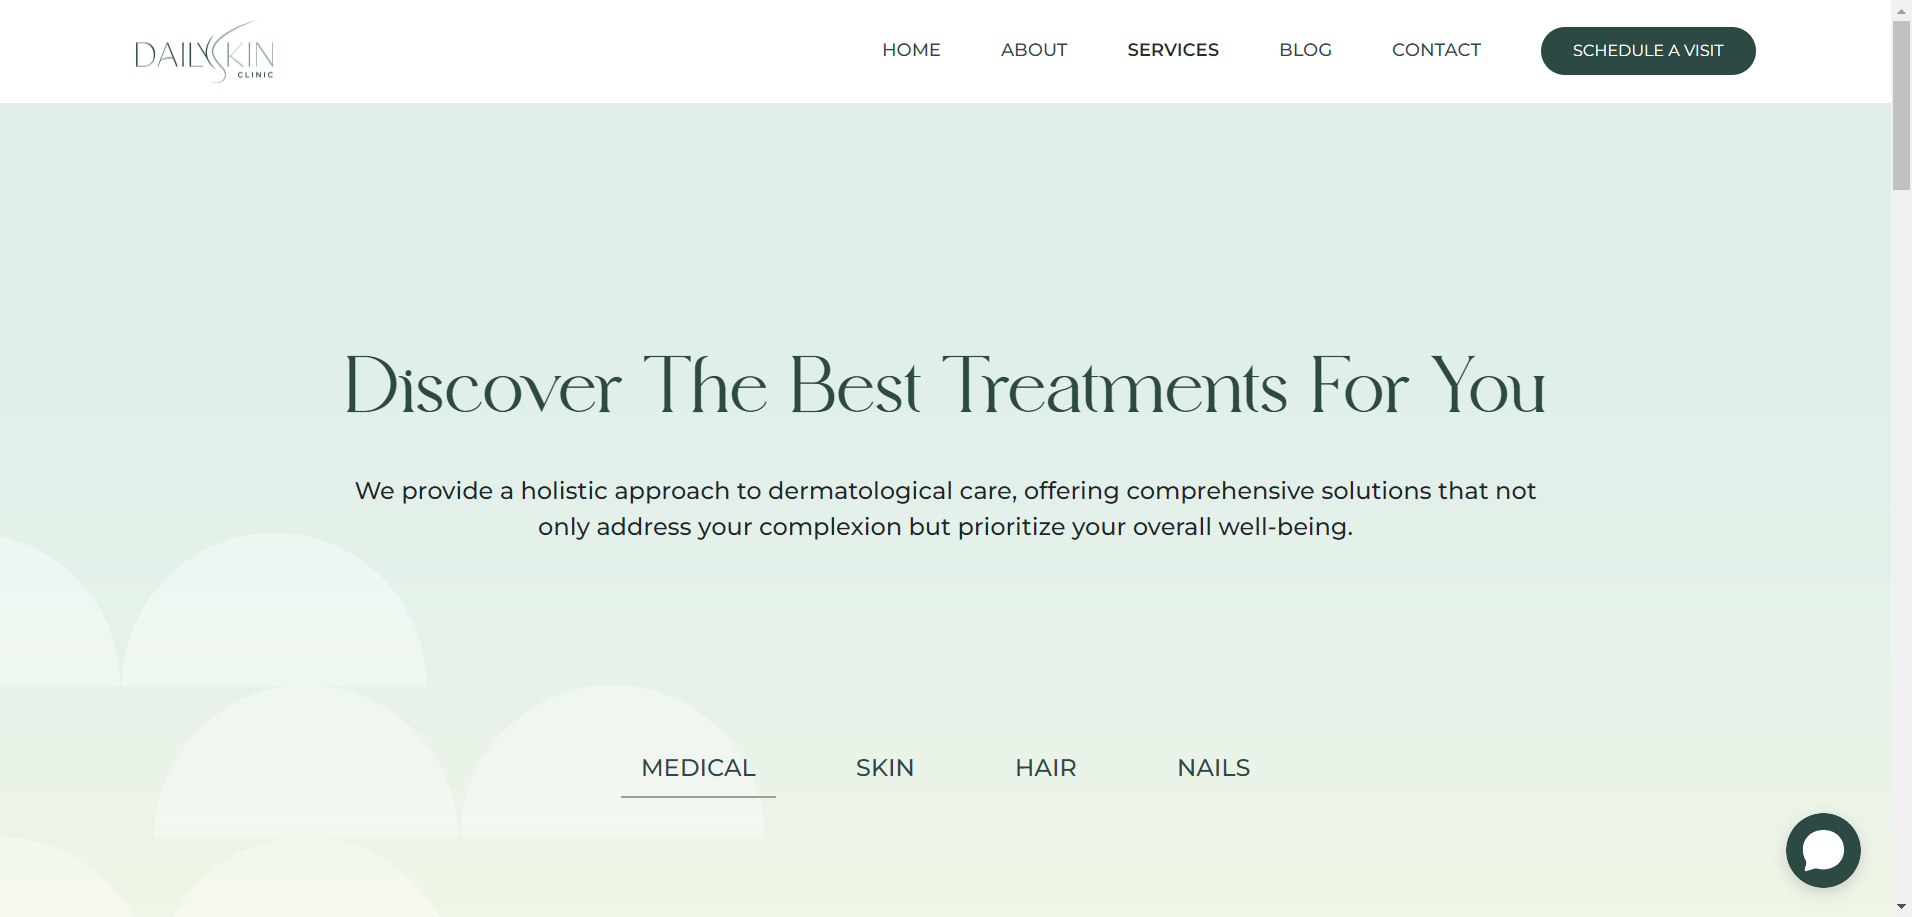 DAILYSKIN
CLINIC
HOME
ABOUT
SERVICES
BLOG
CONTACT
SCHEDULE A VISIT
Discover The Best Treatments For You
We provide a holistic approach to dermatological care, offering comprehensive solutions that not
only address your complexion but prioritize your overall well-being.
MEDICAL
SKIN
HAIR
NAILS